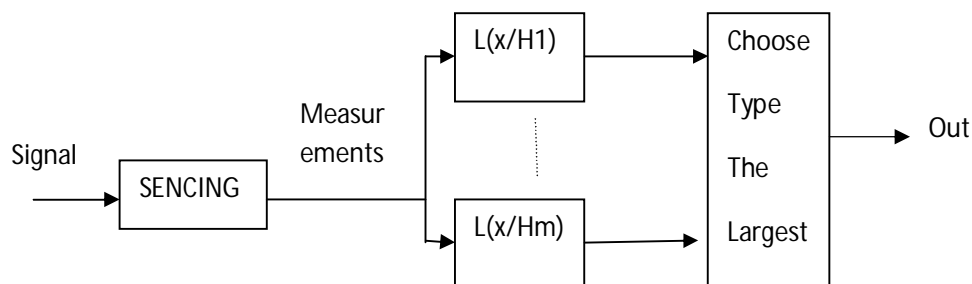 Signal
SENCING
Measur
ements
L(x/H1)
L(x/Hm)
Choose
Type
The
Largest
Out